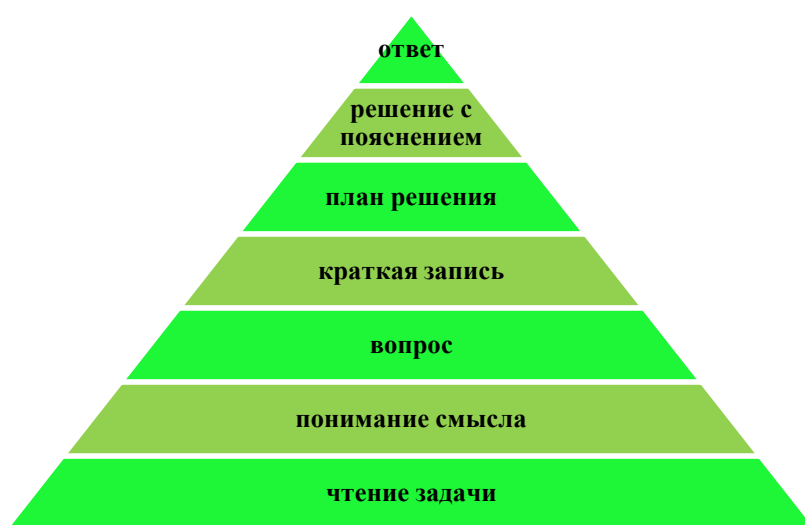 ответ
решение с
пояснением
план решения
краткая запись
вопрос
понимание смысла
чтение задачи